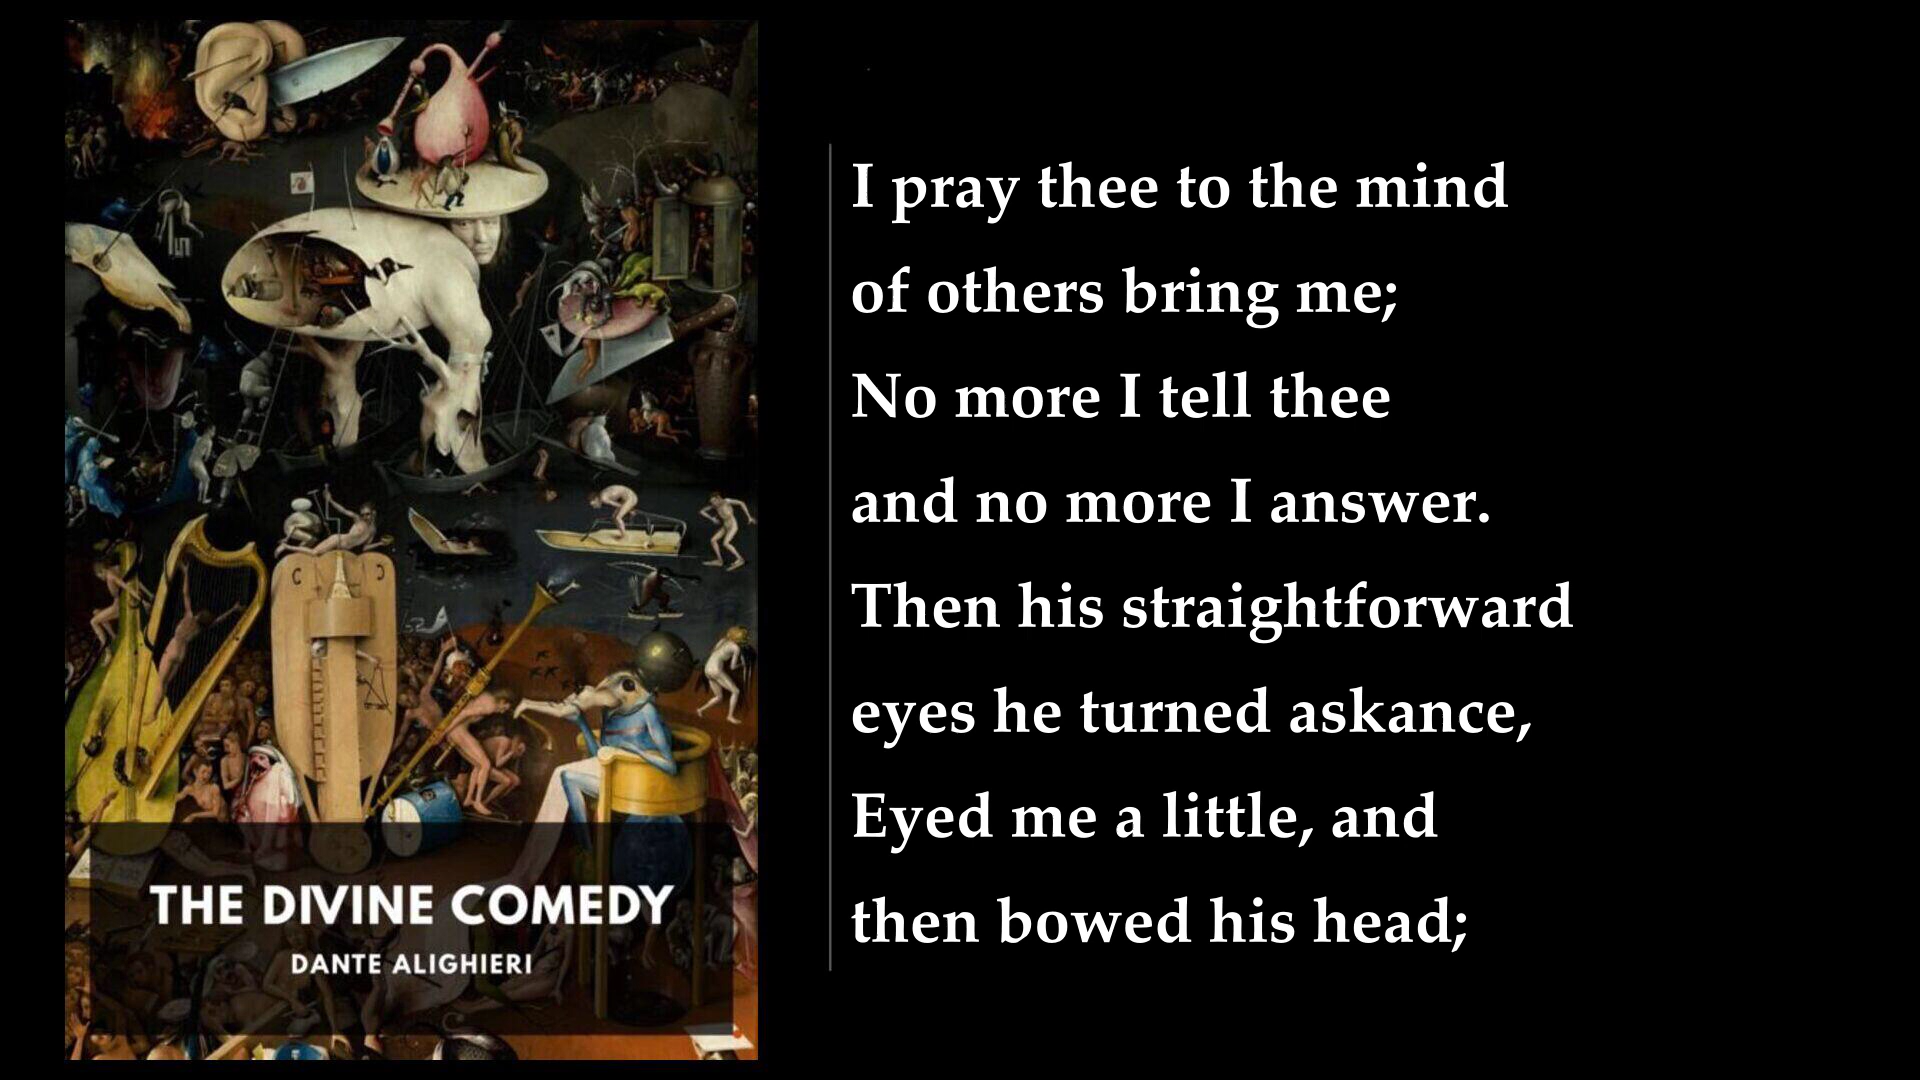 THE DIVINE COMEDY
DANTE ALIGHIERI
I pray thee to the mind
of others bring me;
No more I tell thee
and no more I answer.
Then his straightforward
eyes he turned askance,
Eyed me a little, and
then bowed his head;